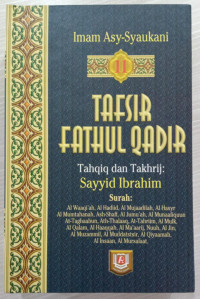 Imam Asy-Syaukani
11
TAFSIR
FATHUL QADIR
Tahqiq dan Takhrij:
Sayyid Ibrahim
Surah:
Al Waaqi'ah, Al Hadiid, Al Mujaadilah, Al Hasyr
Al Mumtahanah, Ash-Shaff, Al Jumu'ah, Al Munaafiquun
At-Taghaabun, Ath-Thalaaq, At-Tahriim, Al Mulk,
Al Qalam, Al Haaqqah, Al Ma'aarij, Nuuh, Al Jin,
Al Muzammil, Al Muddatstsir, Al Qiyaamah,
Al Insaan, Al Mursalaat.